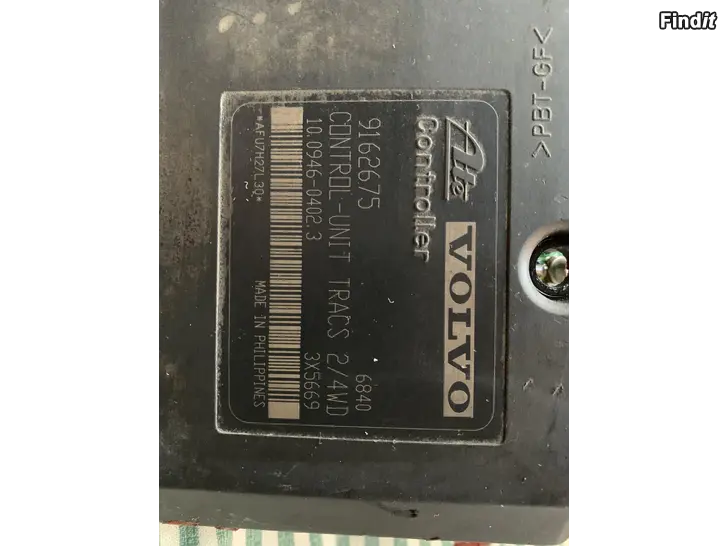 Findit
>PBT-GF<
Ate
Controller
VOLVO
9162675 6840
CONTROL-UNIT TRACS 2/4WD
10.0946-0402.3 3X5669
*AFU7H27L3Q*
MADE IN PHILIPPINES